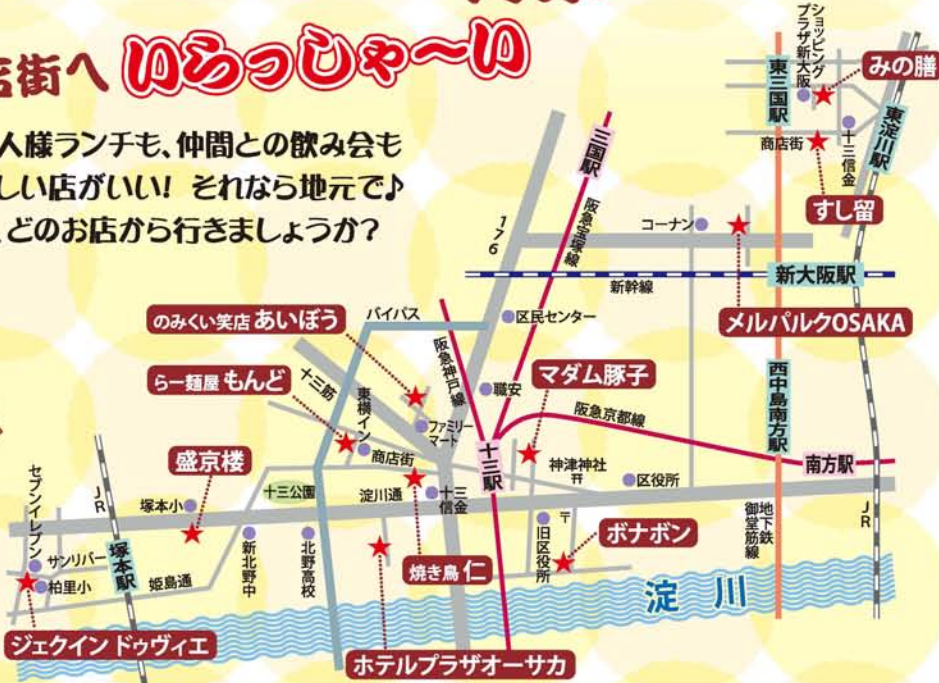 店街へ いらっしゃ〜い
人様ランチも、仲間との飲み会も
しい店がいい! それなら地元で♪
、どのお店から行きましょうか?
ショッピングプラザ新大阪
みの膳
東三国駅
東淀川駅
商店街
十三信金
すし留
三国駅
阪急宝塚線
176
コーナン
新大阪駅
新幹線
メルパルクOSAKA
のみくい笑店 あいぼう
バイパス
区民センター
阪急神戸線
職安
らー麺屋 もんど
十三筋
東横イン
ファミリーマート
マダム豚子
阪急京都線
西中島南方駅
南方駅
十三駅
商店街
盛京楼
神津神社
区役所
セブンイレブン
JR
塚本小
十三公園
淀川通
十三信金
〒
旧区役所
ボナボン
地下鉄御堂筋線
JR
サンリバー
塚本駅
新北野中
北野高校
焼き鳥 仁
柏里小
姫島通
淀川
ジェクイン ドゥヴィエ
ホテルプラザオーサカ